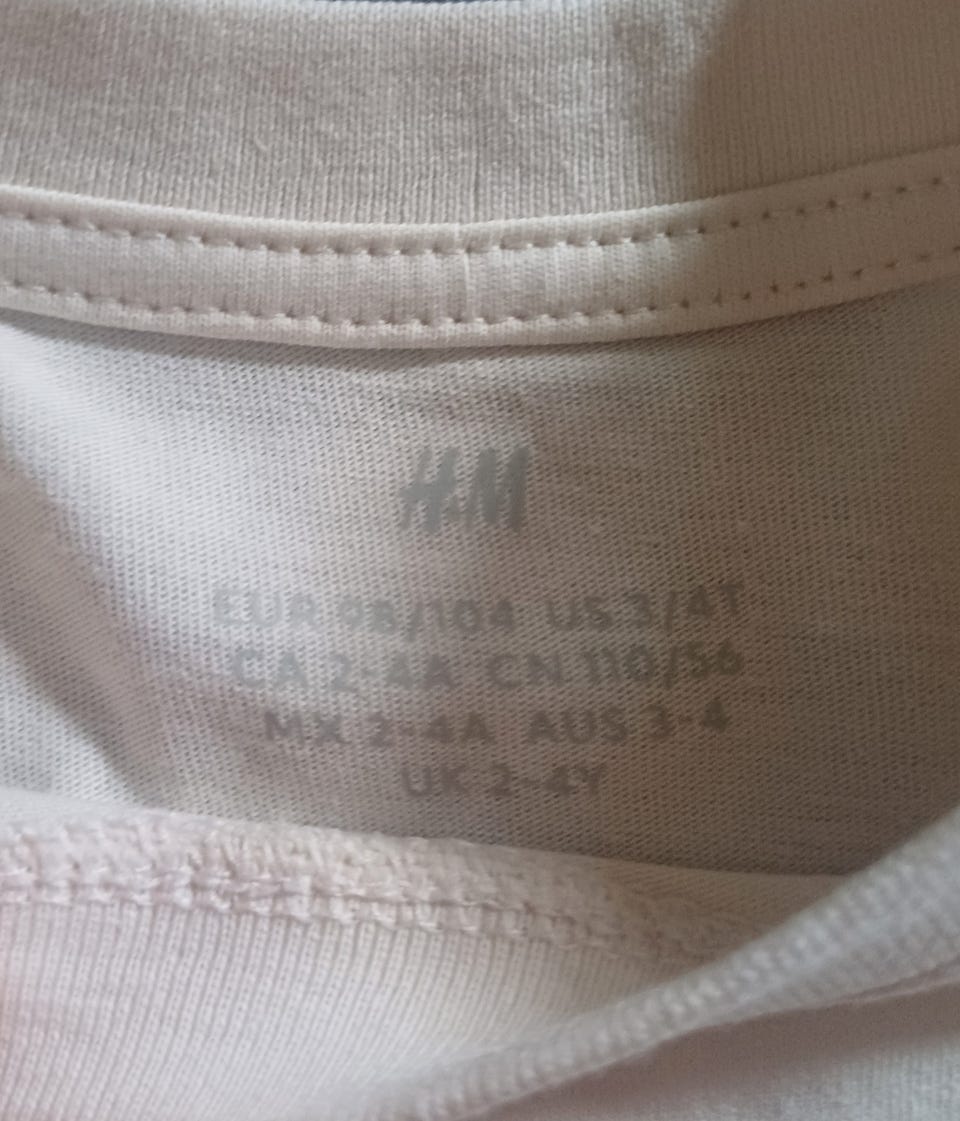 H&M
EUR 98/104 US 3/4T
CA 2-4A CN 110/56
MX 2-4A AUS 3-4
UK 2-4Y